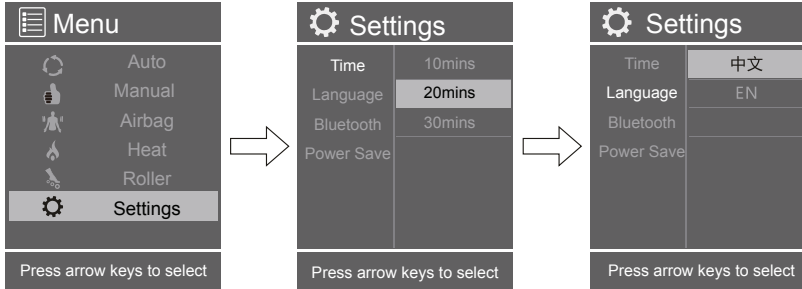 Menu
Auto
Manual
Airbag
Heat
Roller
Settings
Press arrow keys to select
Settings
Time
10mins
Language
20mins
Bluetooth
30mins
Power Save
Press arrow keys to select
Settings
Time
中文
Language
EN
Bluetooth
Power Save
Press arrow keys to select